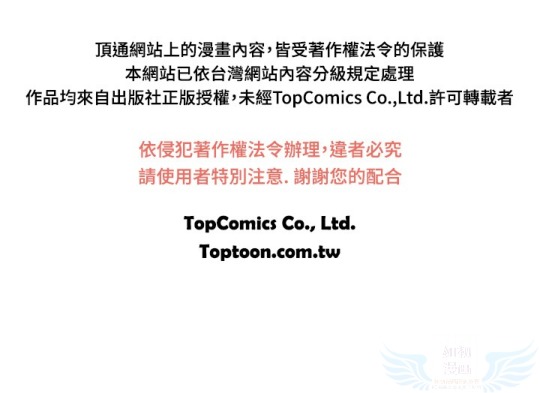 頂通網站上的漫畫內容，皆受著作權法令的保護
本網站已依台灣網站內容分級規定處理
作品均來自出版社正版授權，未經TopComics Co.,Ltd.許可轉載者
依侵犯著作權法令辦理，違者必究
請使用者特別注意. 謝謝您的配合
TopComics Co., Ltd.
Toptoon.com.tw